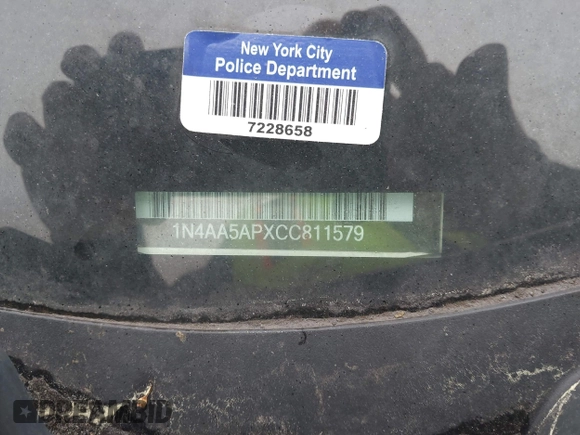 New York City
Police Department
7228658
1N4AA5APXCC811579
DREAMBID